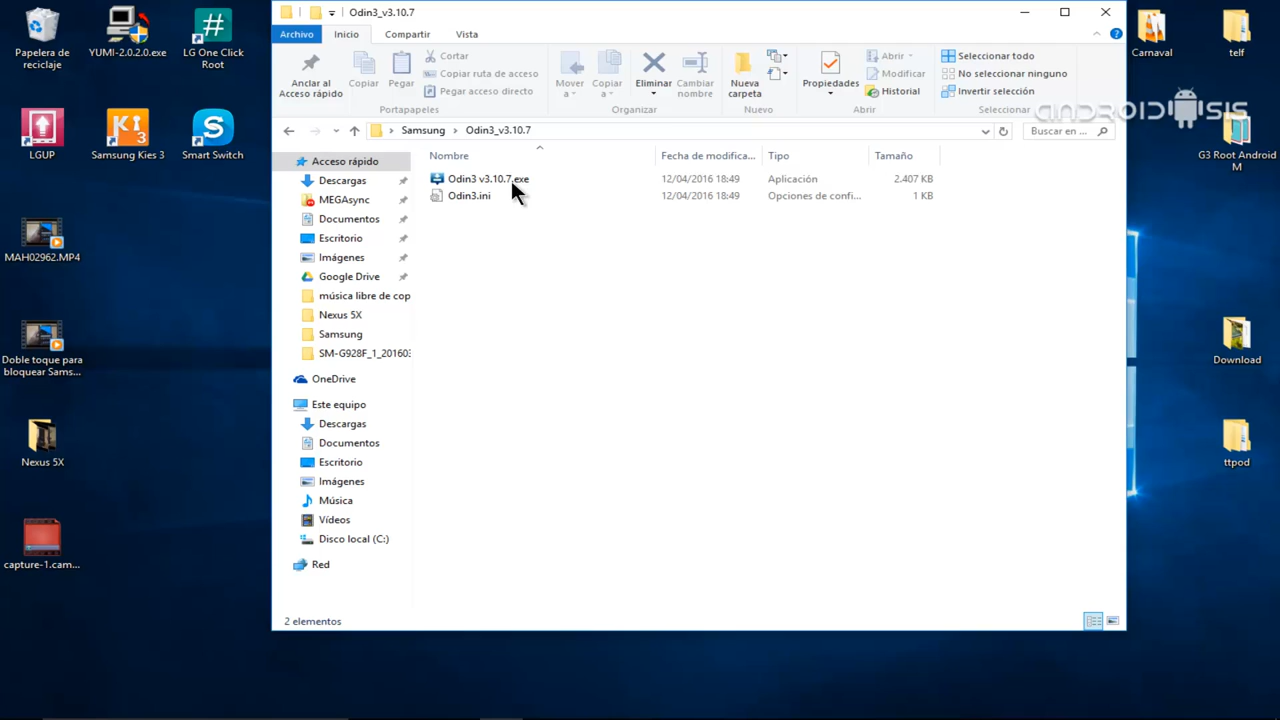 Papelera de
reciclaje
YUMI-2.0.2.0.exe
LG One Click
Root
LGUP
Samsung Kies 3
Smart Switch
MAH02962.MP4
Doble toque para
bloquear Sams...
Nexus 5X
capture-1.cam...
Odin3_v3.10.7
Archivo
Inicio
Compartir
Vista
Anclar al
Acceso rápido
Copiar
Pegar
Cortar
Copiar ruta de acceso
Pegar acceso directo
Portapapeles
Mover
a
Copiar
a
Eliminar
Cambiar
nombre
Organizar
Nueva
carpeta
Nuevo
Propiedades
Abrir
Modificar
Historial
Abrir
Seleccionar todo
No seleccionar ninguno
Invertir selección
Seleccionar
Samsung > Odin3_v3.10.7
Buscar en ...
Nombre
Fecha de modifica...
Tipo
Tamaño
Odin3 v3.10.7.exe 12/04/2016 18:49 Aplicación 2.407 KB
Odin3.ini 12/04/2016 18:49 Opciones de confi... 1 KB
Acceso rápido
Descargas
MEGAsync
Documentos
Escritorio
Imágenes
Google Drive
música libre de cop
Nexus 5X
Samsung
SM-G928F_1_20160
OneDrive
Este equipo
Descargas
Documentos
Escritorio
Imágenes
Música
Vídeos
Disco local (C:)
Red
2 elementos
ANDROIDSIS
Carnaval
telf
G3 Root Android
M
Download
ttpod